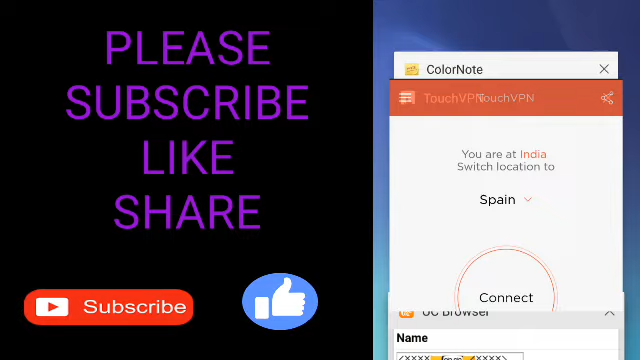 PLEASE
SUBSCRIBE
LIKE
SHARE
Subscribe
ColorNote
TouchVPN TouchVPN
You are at India
Switch location to
Spain
Connect
UC Browser
Name